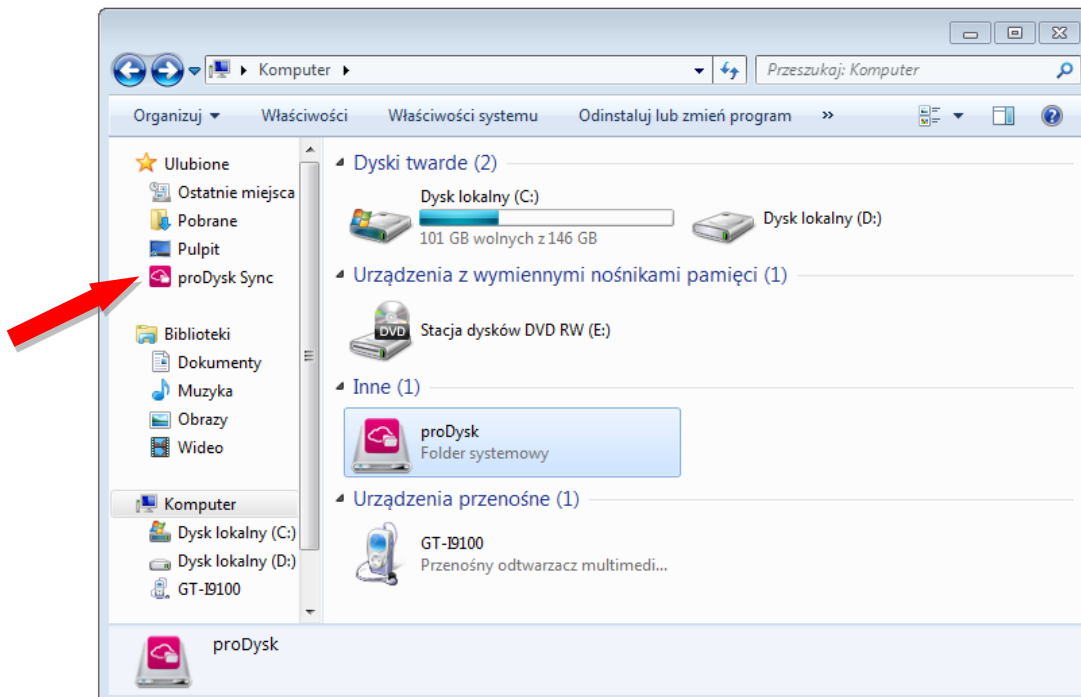 Komputer
Przeszukaj: Komputer
Organizuj
Właściwości
Właściwości systemu
Odinstaluj lub zmień program
»
Ulubione
Ostatnie miejsca
Pobrane
Pulpit
proDysk Sync
Biblioteki
Dokumenty
Muzyka
Obrazy
Wideo
Komputer
Dysk lokalny (C:)
Dysk lokalny (D:)
GT-I9100
Dyski twarde (2)
Dysk lokalny (C:)
101 GB wolnych z 146 GB
Dysk lokalny (D:)
Urządzenia z wymiennymi nośnikami pamięci (1)
DVD
Stacja dysków DVD RW (E:)
Inne (1)
proDysk
Folder systemowy
Urządzenia przenośne (1)
GT-I9100
Przenośny odtwarzacz multimedi...
proDysk